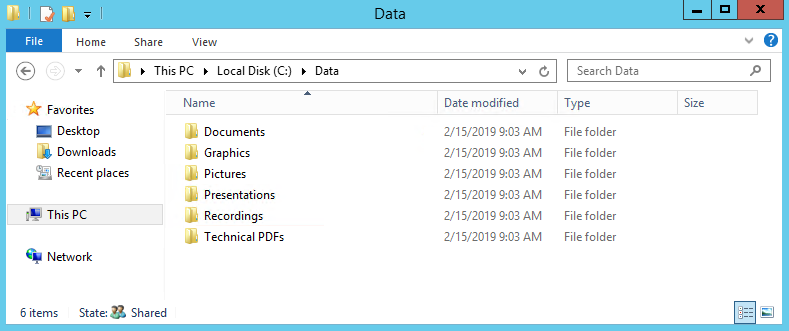 Data
File Home Share View
This PC Local Disk (C:) Data Search Data
Name Date modified Type Size
Favorites
Desktop
Downloads
Recent places
This PC
Network
Documents 2/15/2019 9:03 AM File folder
Graphics 2/15/2019 9:03 AM File folder
Pictures 2/15/2019 9:03 AM File folder
Presentations 2/15/2019 9:03 AM File folder
Recordings 2/15/2019 9:03 AM File folder
Technical PDFs 2/15/2019 9:03 AM File folder
6 items State: Shared